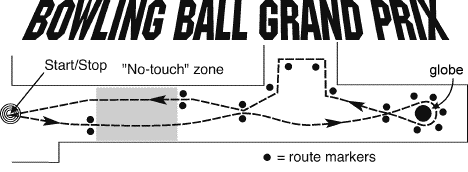 BOWLING BALL GRAND PRIX
Start/Stop
"No-touch" zone
globe
= route markers